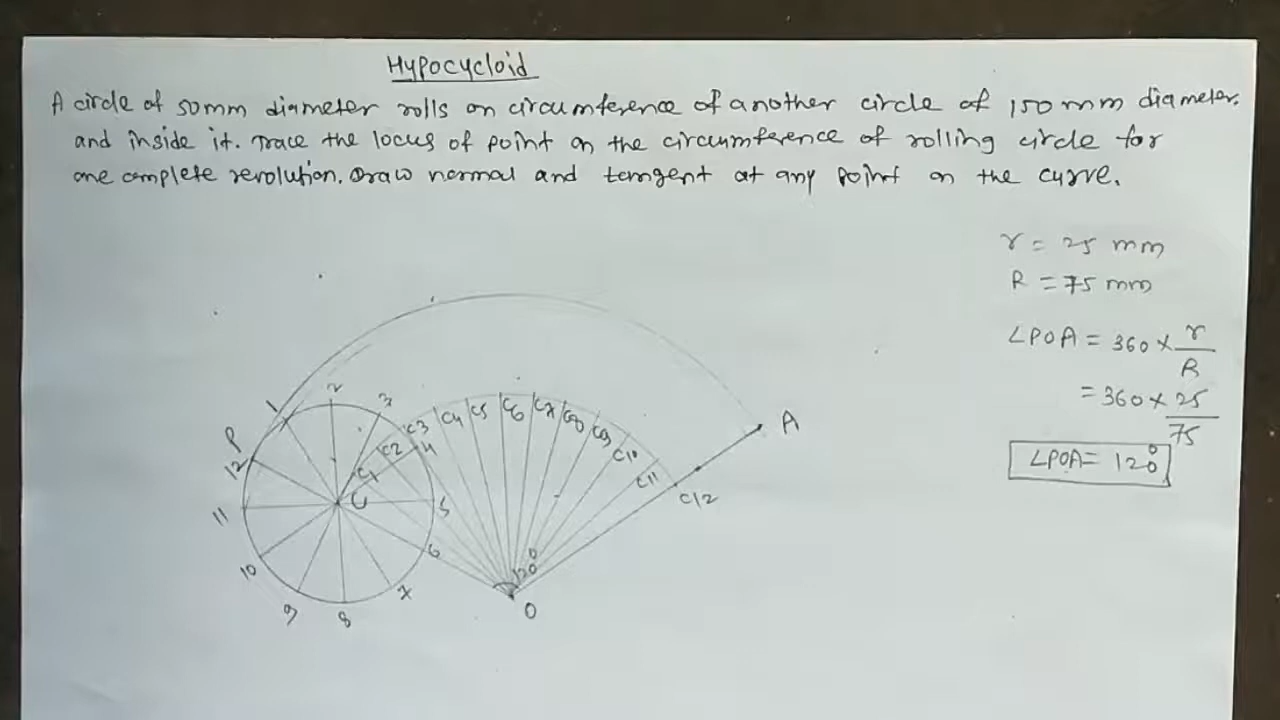 Hypocycloid
A circle of 50mm diameter rolls on circumference of another circle of 150 mm diameter.
and inside it. Trace the locus of point on the circumference of rolling circle for
one complete revolution. Draw normal and tangent at any point on the curve.
r = 25 mm
R = 75 mm
∠POA = 360 × r/R
= 360 × 25/75
∠POA = 120°
P
1
2
3
4
5
6
7
8
9
10
11
12
C
C1
C2
C3
C4
C5
C6
C7
C8
C9
C10
C11
C12
A
120°
O